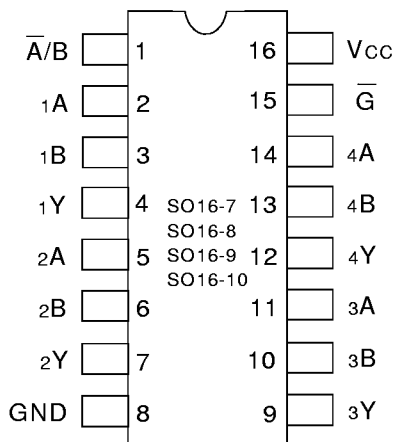 A̅/B 1 16 Vcc
1A 2 15 G̅
1B 3 14 4A
1Y 4 SO16-7 13 4B
SO16-8
2A 5 SO16-9 12 4Y
SO16-10
2B 6 11 3A
2Y 7 10 3B
GND 8 9 3Y